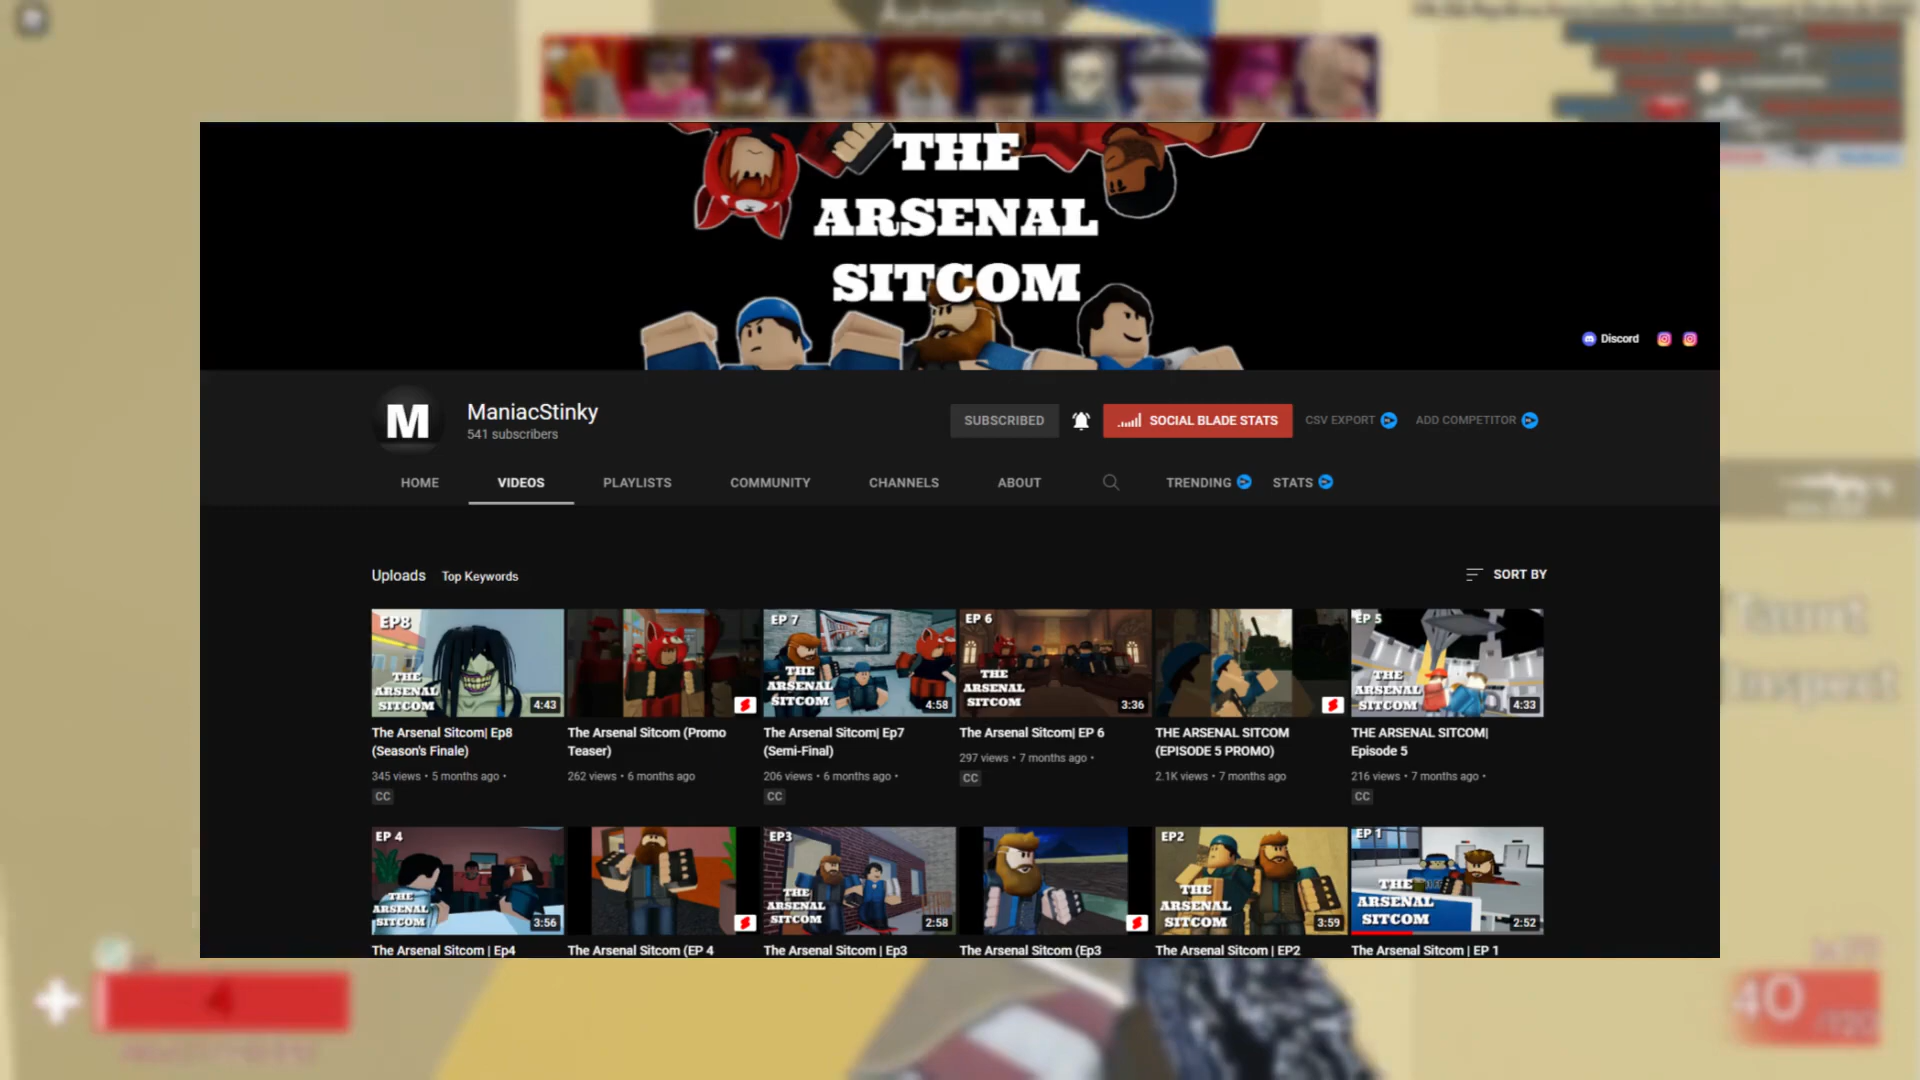 Automatics
THE
ARSENAL
SITCOM
Discord
M
ManiacStinky
541 subscribers
SUBSCRIBED
SOCIAL BLADE STATS
CSV EXPORT
ADD COMPETITOR
HOME
VIDEOS
PLAYLISTS
COMMUNITY
CHANNELS
ABOUT
TRENDING
STATS
Uploads
Top Keywords
SORT BY
EP8
THE
ARSENAL
SITCOM
4:43
EP 7
THE
ARSENAL
SITCOM
4:58
EP 6
THE
ARSENAL
SITCOM
3:36
EP 5
THE
ARSENAL
SITCOM
4:33
The Arsenal Sitcom| Ep8
(Season's Finale)
345 views • 5 months ago •
CC
The Arsenal Sitcom (Promo
Teaser)
262 views • 6 months ago
The Arsenal Sitcom| Ep7
(Semi-Final)
206 views • 6 months ago •
CC
The Arsenal Sitcom| EP 6
297 views • 7 months ago •
CC
THE ARSENAL SITCOM
(EPISODE 5 PROMO)
2.1K views • 7 months ago
THE ARSENAL SITCOM|
Episode 5
216 views • 7 months ago •
CC
EP 4
THE
ARSENAL
SITCOM
3:56
EP3
THE
ARSENAL
SITCOM
2:58
EP2
THE
ARSENAL
SITCOM
3:59
EP 1
THE
ARSENAL
SITCOM
2:52
The Arsenal Sitcom | Ep4
The Arsenal Sitcom (EP 4
The Arsenal Sitcom | Ep3
The Arsenal Sitcom (Ep3
The Arsenal Sitcom | EP2
The Arsenal Sitcom | EP 1
Taunt
Inspect
4
40
/120